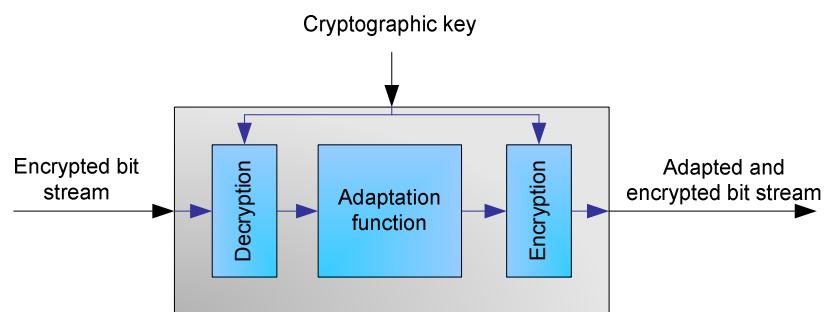 Cryptographic key
Encrypted bit
stream
Decryption
Adaptation
function
Encryption
Adapted and
encrypted bit stream